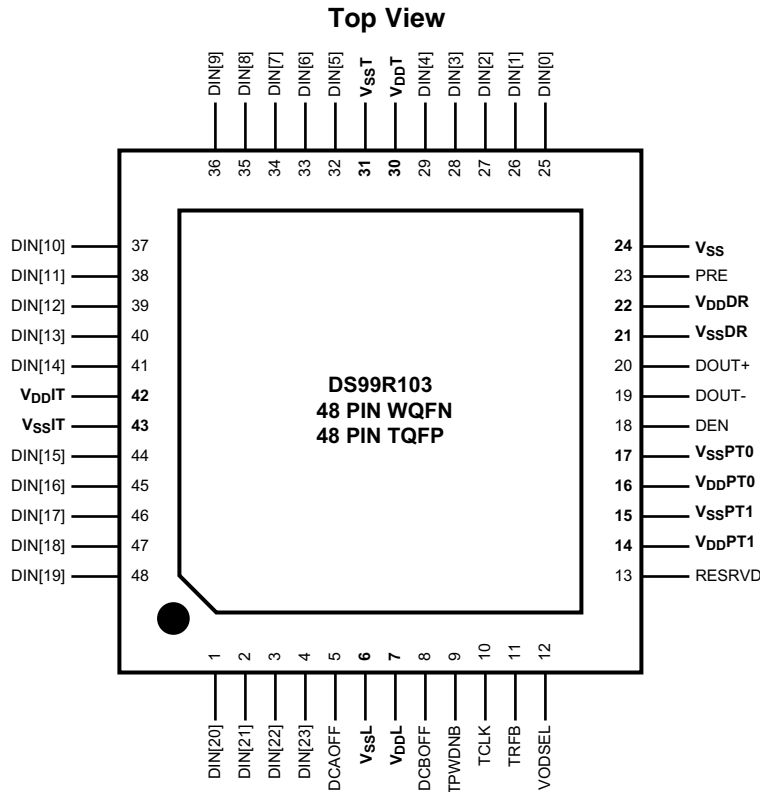 Top View
DIN[9]
DIN[8]
DIN[7]
DIN[6]
DIN[5]
VSST
VDDT
DIN[4]
DIN[3]
DIN[2]
DIN[1]
DIN[0]
36
35
34
33
32
31
30
29
28
27
26
25
DIN[10] 37
DIN[11] 38
DIN[12] 39
DIN[13] 40
DIN[14] 41
VDDIT 42
VSSIT 43
DIN[15] 44
DIN[16] 45
DIN[17] 46
DIN[18] 47
DIN[19] 48
DS99R103
48 PIN WQFN
48 PIN TQFP
24 VSS
23 PRE
22 VDDDR
21 VSSDR
20 DOUT+
19 DOUT-
18 DEN
17 VSSPT0
16 VDDPT0
15 VSSPT1
14 VDDPT1
13 RESRVD
1
2
3
4
5
6
7
8
9
10
11
12
DIN[20]
DIN[21]
DIN[22]
DIN[23]
DCAOFF
VSSL
VDDL
DCBOFF
TPWDNB
TCLK
TRFB
VODSEL